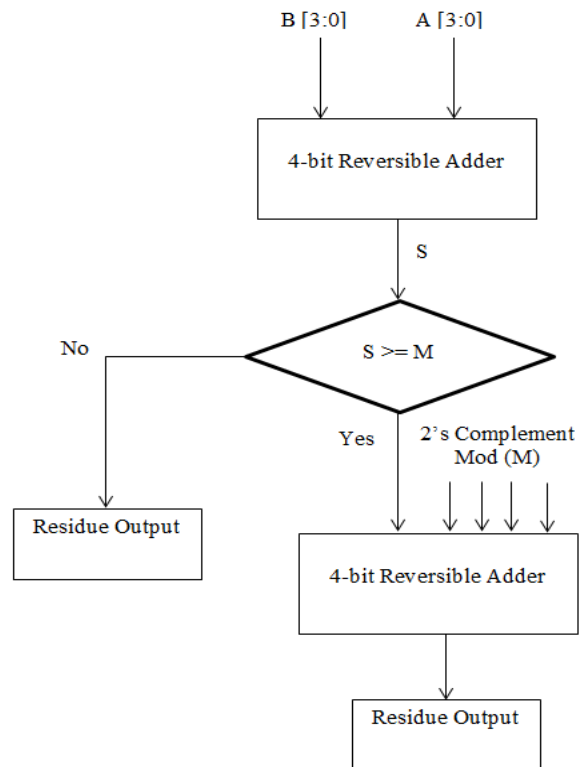 B [3:0] A [3:0]
4-bit Reversible Adder
S
S >= M
No
Yes
2's Complement
Mod (M)
Residue Output
4-bit Reversible Adder
Residue Output